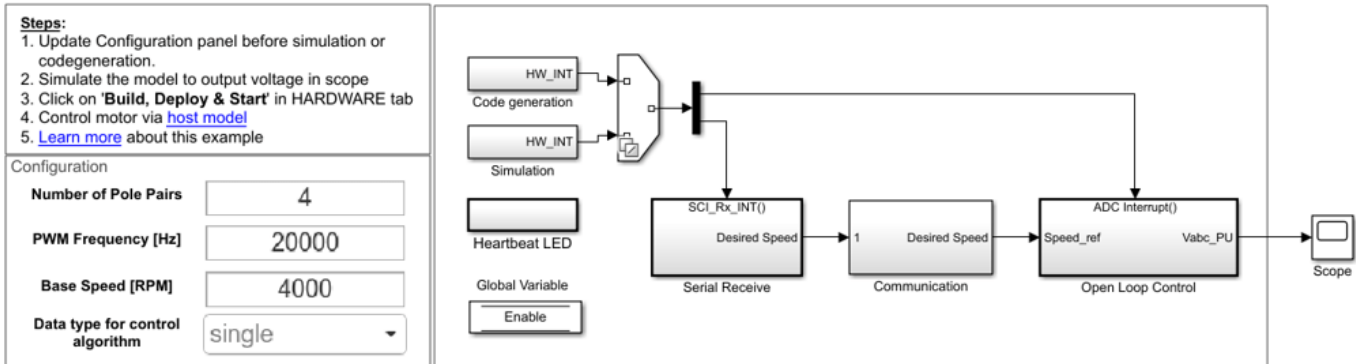 Steps:
1. Update Configuration panel before simulation or
codegeneration.
2. Simulate the model to output voltage in scope
3. Click on 'Build, Deploy & Start' in HARDWARE tab
4. Control motor via host model
5. Learn more about this example
Configuration
Number of Pole Pairs
4
PWM Frequency [Hz]
20000
Base Speed [RPM]
4000
Data type for control
algorithm
single
HW_INT
Code generation
HW_INT
Simulation
Heartbeat LED
Global Variable
Enable
SCI_Rx_INT()
Desired Speed
Serial Receive
1
Desired Speed
Communication
ADC Interrupt()
Speed_ref
Vabc_PU
Open Loop Control
Scope